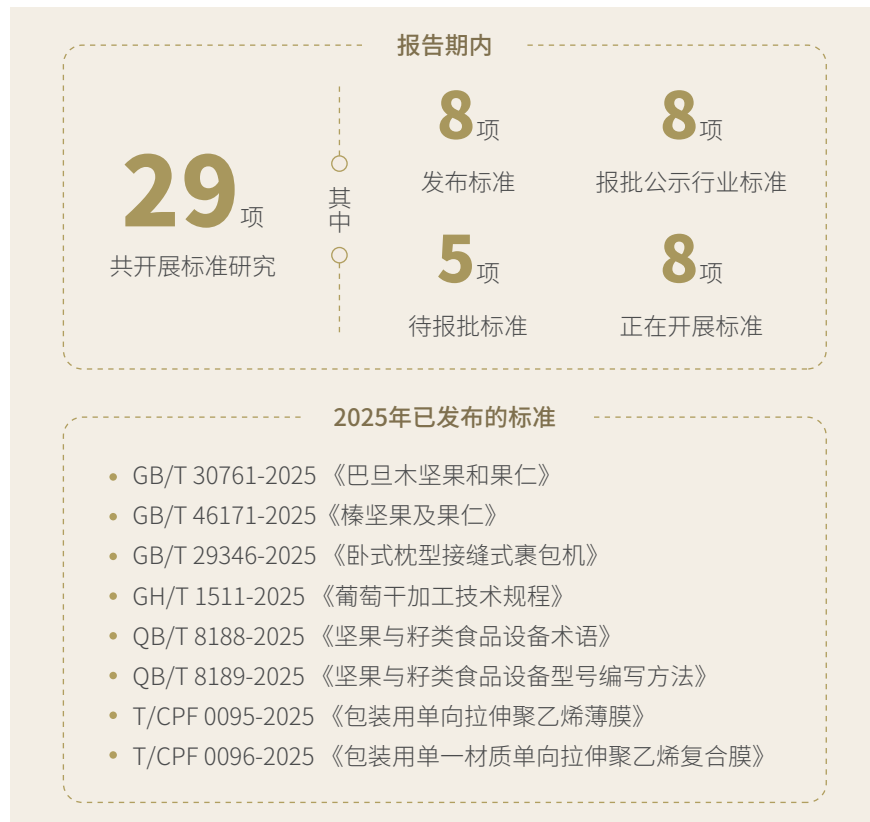 报告期内
29项
共开展标准研究
其中
8项
发布标准
8项
报批公示行业标准
5项
待报批标准
8项
正在开展标准
2025年已发布的标准
GB/T 30761-2025 《巴旦木坚果和果仁》
GB/T 46171-2025《榛坚果及果仁》
GB/T 29346-2025 《卧式枕型接缝式裹包机》
GH/T 1511-2025 《葡萄干加工技术规程》
QB/T 8188-2025 《坚果与籽类食品设备术语》
QB/T 8189-2025 《坚果与籽类食品设备型号编写方法》
T/CPF 0095-2025 《包装用单向拉伸聚乙烯薄膜》
T/CPF 0096-2025 《包装用单一材质单向拉伸聚乙烯复合膜》